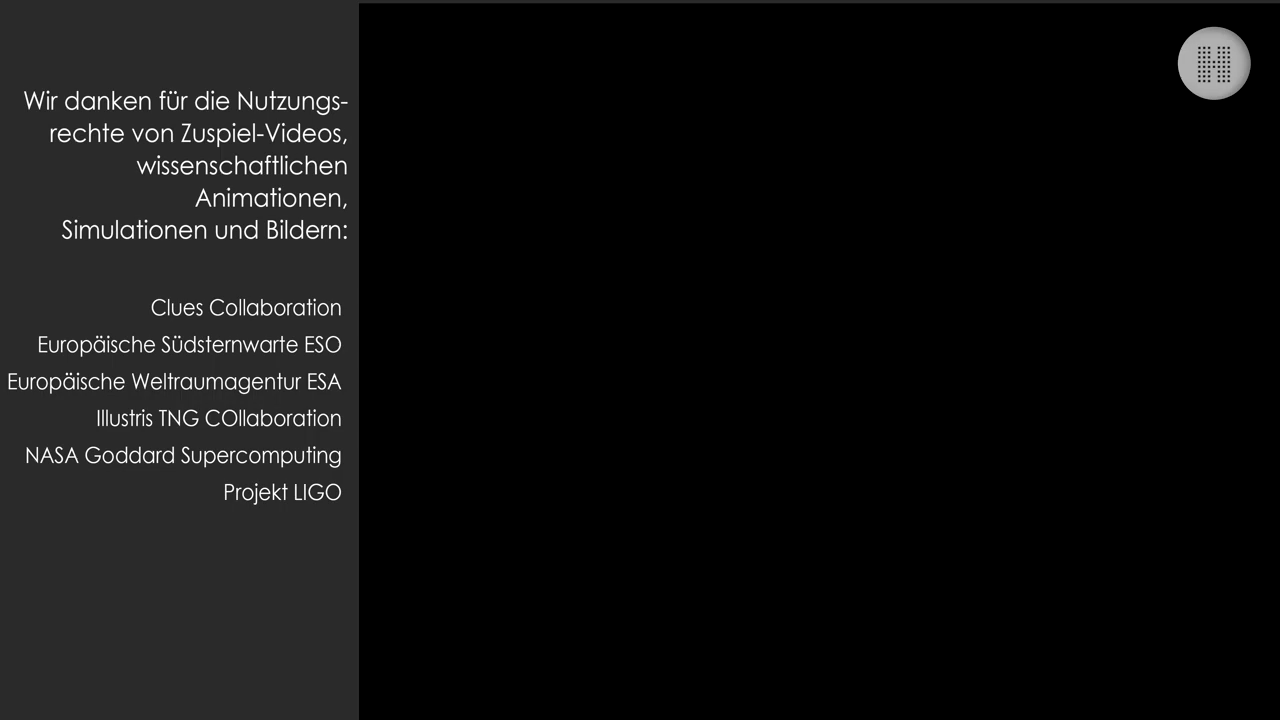 Wir danken für die Nutzungs-
rechte von Zuspiel-Videos,
wissenschaftlichen
Animationen,
Simulationen und Bildern:
Clues Collaboration
Europäische Südsternwarte ESO
Europäische Weltraumagentur ESA
Illustris TNG COllaboration
NASA Goddard Supercomputing
Projekt LIGO
H